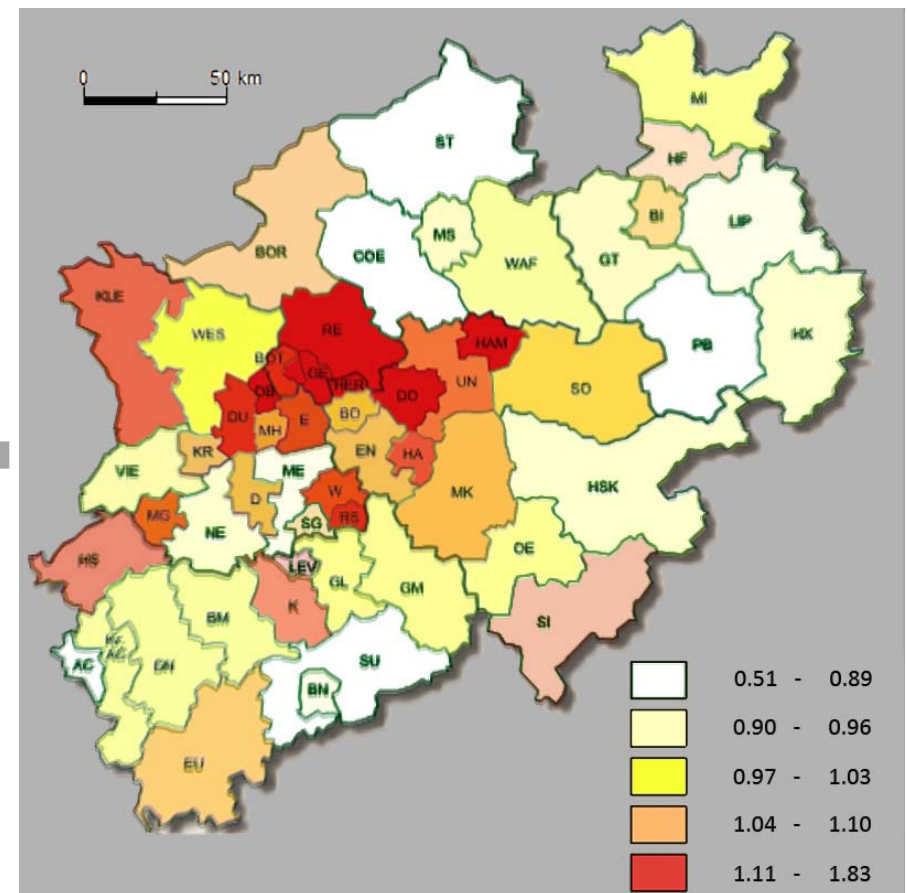 0 50 km
MI
ST
HF
BI
LIP
MS
BOR
COE
WAF
GT
KLE
HX
RE
WES
HAM
PB
BOT
GE
UN
OB
HER
DO
SO
DU
E
BO
MH
KR
EN
HA
VIE
ME
HSK
D
W
MK
MG
SG
RS
NE
OE
HS
LEV
GL
GM
K
BM
SI
AC
DN
SU
BN
EU
0.51 - 0.89
0.90 - 0.96
0.97 - 1.03
1.04 - 1.10
1.11 - 1.83